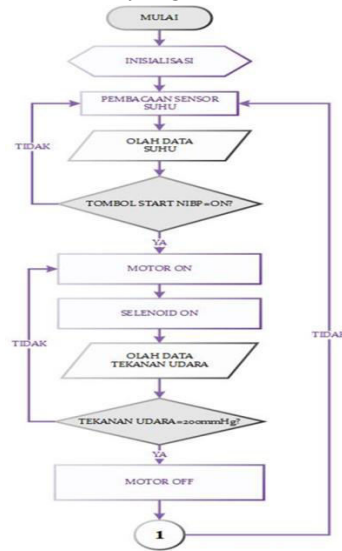 MULAI
INISIALISASI
PEMBACAAN SENSOR
SUHU
OLAH DATA
SUHU
TIDAK
TOMBOL START NIBP=ON?
YA
MOTOR ON
SELENOID ON
TIDAK
TIDAK
OLAH DATA
TEKANAN UDARA
TEKANAN UDARA=200mmHg?
YA
MOTOR OFF
1